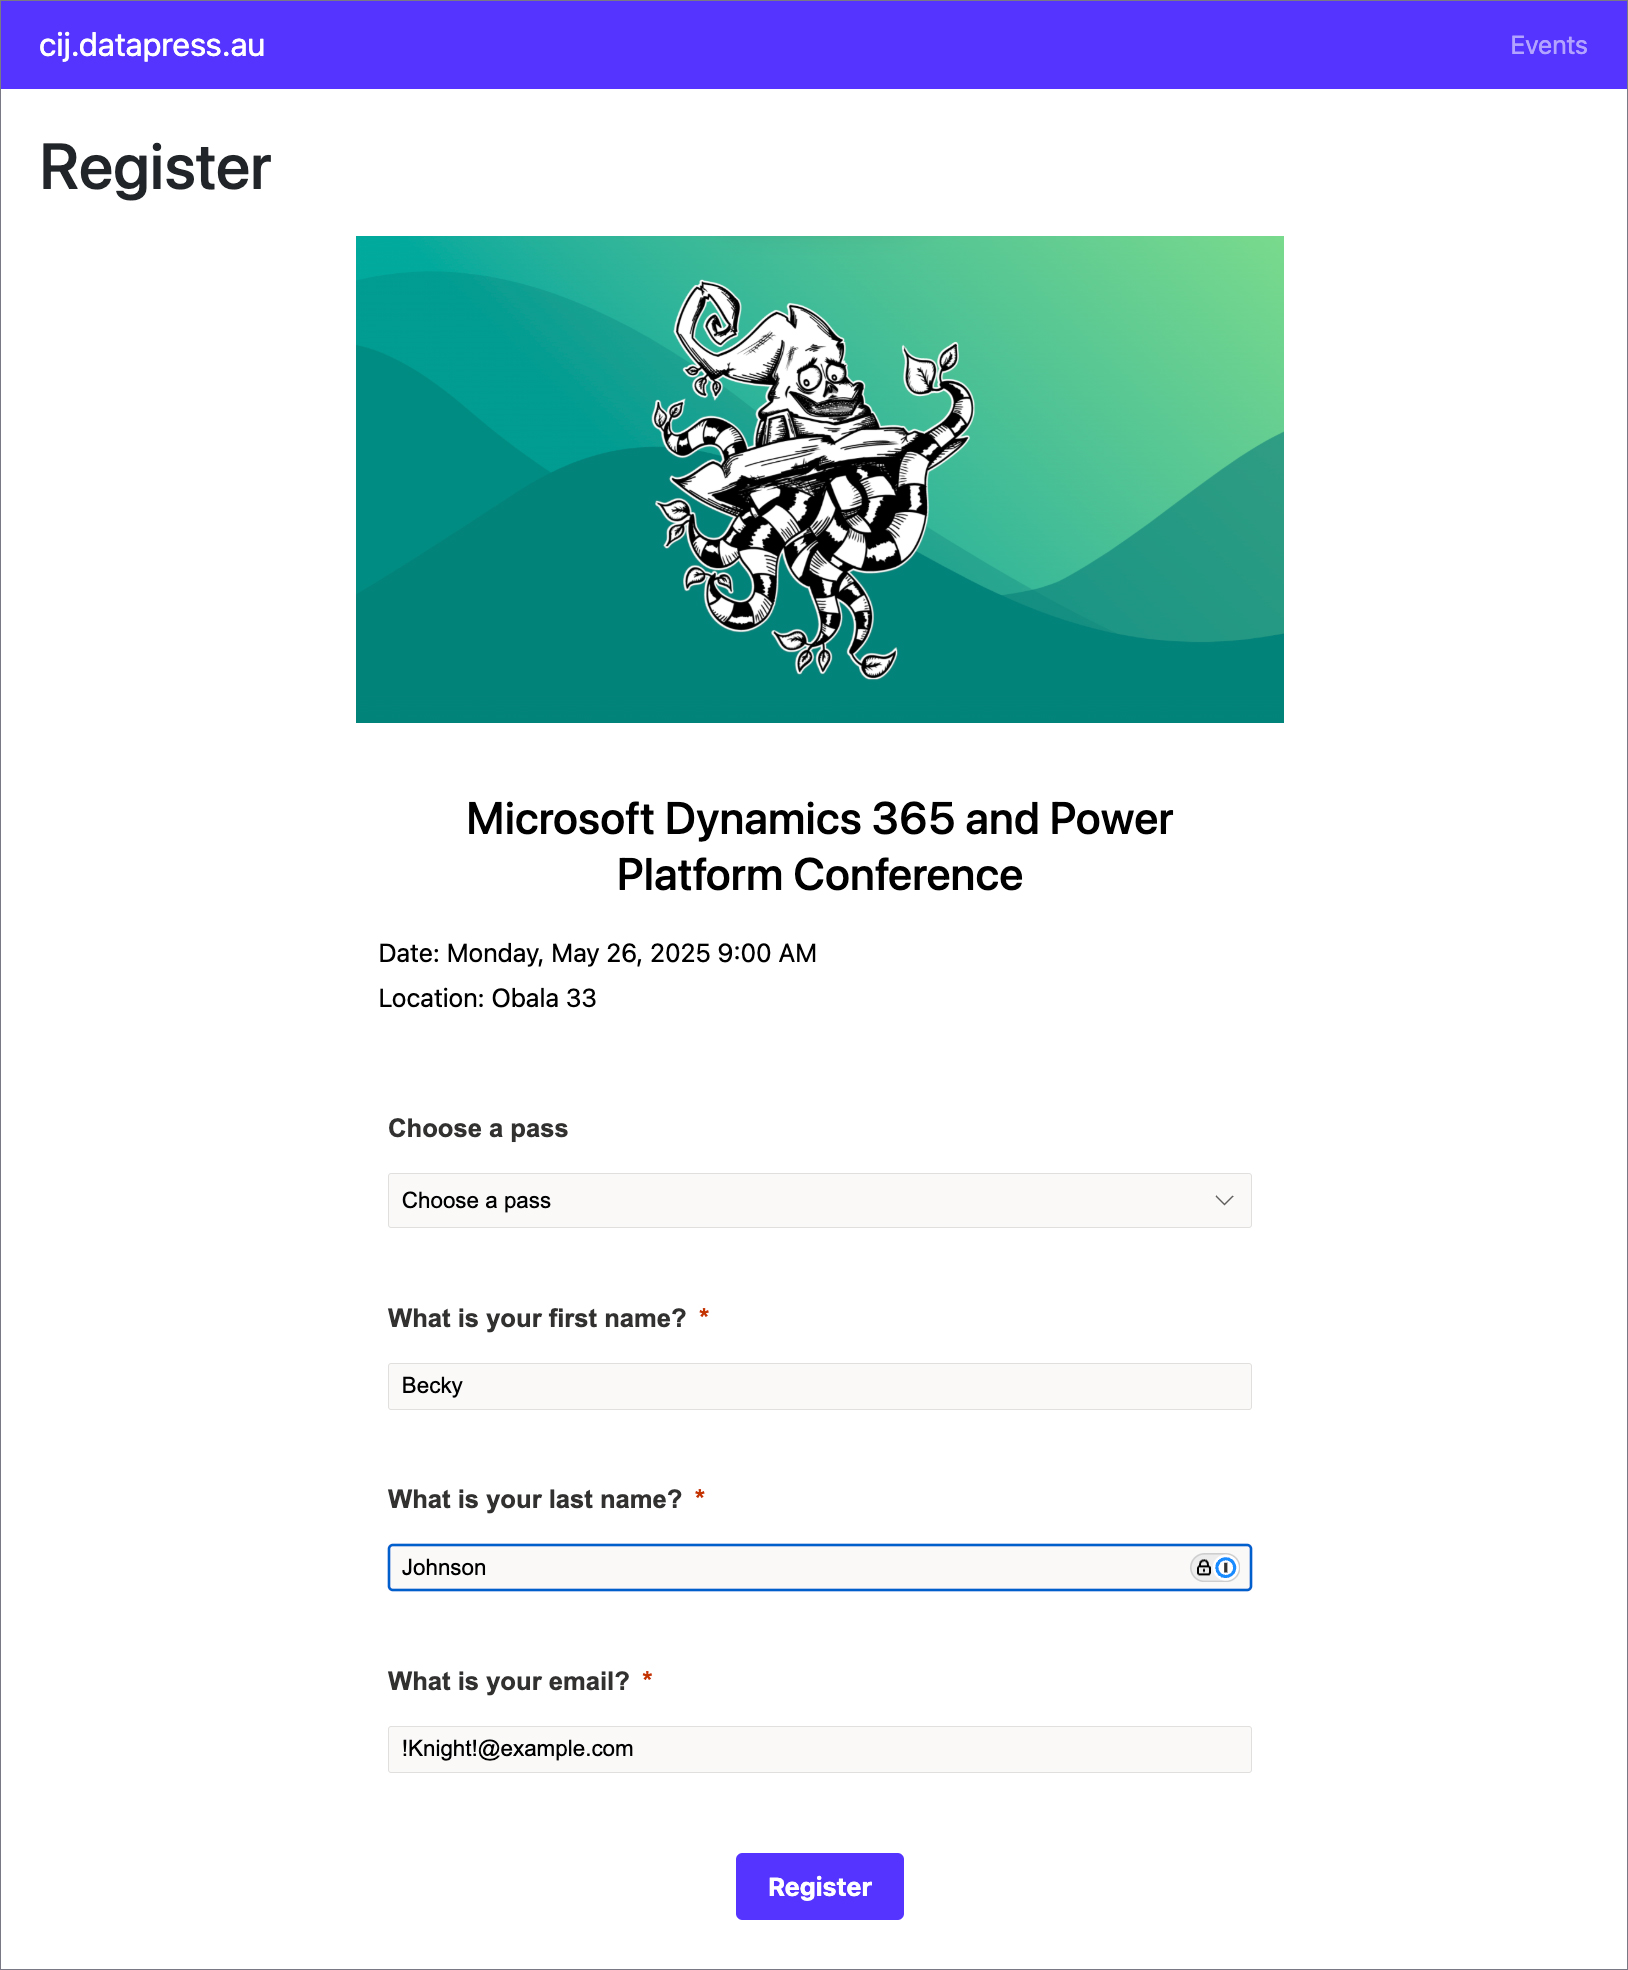 cij.datapress.au
Events
Register
Microsoft Dynamics 365 and Power
Platform Conference
Date: Monday, May 26, 2025 9:00 AM
Location: Obala 33
Choose a pass
Choose a pass
What is your first name? *
Becky
What is your last name? *
Johnson
What is your email? *
!Knight!@example.com
Register